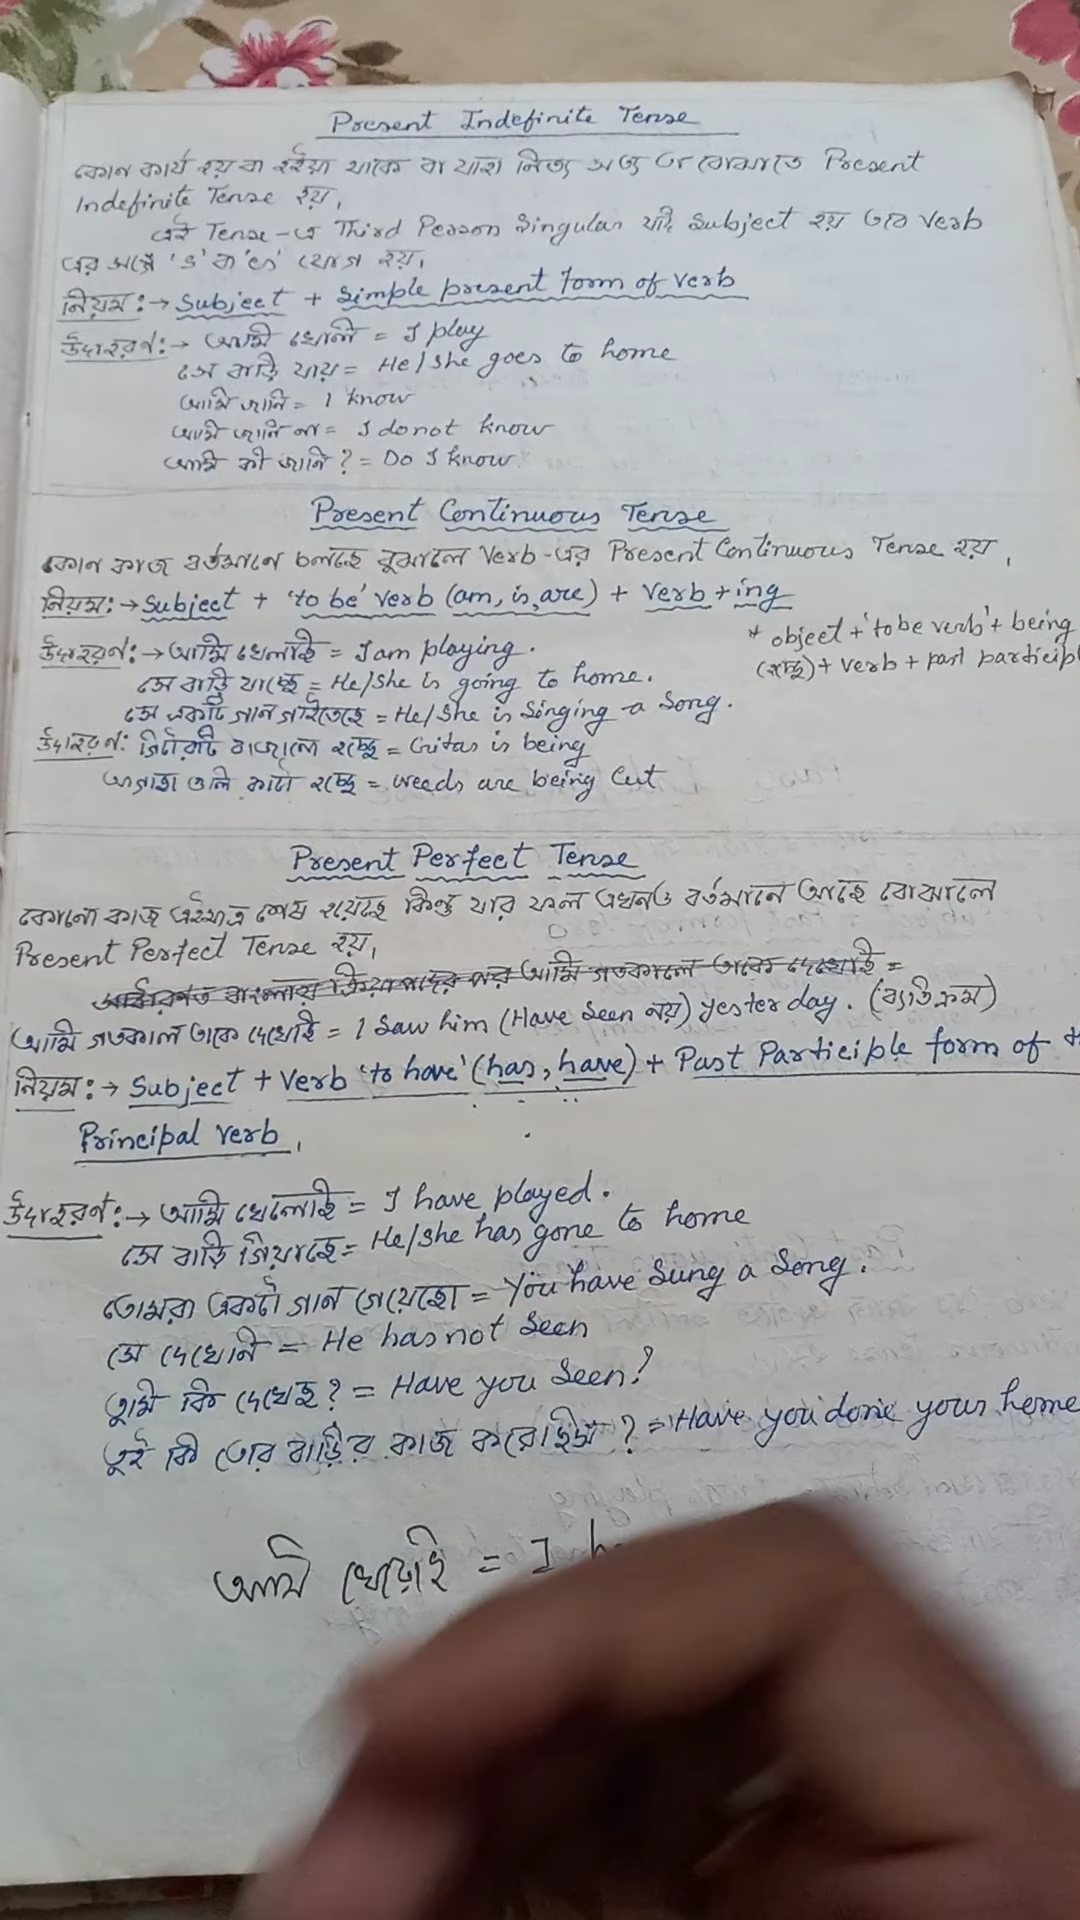 Present Indefinite Tense
কোন কার্য হয় বা হইয়া থাকে বা যাহা নিত্য সত্য তা বোঝাতে Present
Indefinite Tense হয়।
এই Tense-এ Third Person Singular যদি Subject হয় তবে Verb
এর সঙ্গে 's' বা 'es' যোগ হয়।
নিয়ম :→ Subject + Simple present form of verb
উদাহরণ :→ আমি খেলি = I play
সে বাড়ি যায় = He/She goes to home
আমি জানি = I know
আমি জানি না = I do not know
আমি কী জানি ? = Do I know
Present Continuous Tense
কোন কাজ বর্তমানে চলছে বুঝালে Verb-এর Present Continuous Tense হয়।
নিয়ম :→ Subject + 'to be' verb (am, is, are) + verb + ing
* object + 'to be verb' + being
(হচ্ছে) + verb + past particip
উদাহরণ :→ আমি খেলছি = I am playing.
সে বাড়ি যাচ্ছে = He/She is going to home.
সে একটি গান গাইতেছে = He/She is Singing a Song.
উদাহরণ : গিটারটি বাজানো হচ্ছে = Gitar is being
আগাছা গুলি কাটা হচ্ছে = weeds are being Cut
Present Perfect Tense
কোনো কাজ এইমাত্র শেষ হয়েছে কিন্তু যার ফল এখনও বর্তমানে আছে বোঝালে
Present Perfect Tense হয়।
আমি গতকালে তাকে দেখেছি =
আমি গতকাল তাকে দেখেছি = I saw him (Have Seen নয়) yesterday. (ব্যতিক্রম)
নিয়ম :→ Subject + Verb 'to have' (has, have) + Past Participle form of
Principal verb।
উদাহরণ :→ আমি খেলেছি = I have played.
সে বাড়ি গিয়াছে = He/She has gone to home
তোমরা একটা গান গেয়েছো = You have Sung a Song.
সে দেখেনি = He has not Seen
তুমি কি দেখেছ ? = Have you Seen?
তুই কি তোর বাড়ির কাজ করেছিস ? = Have you done your home
আমি = I